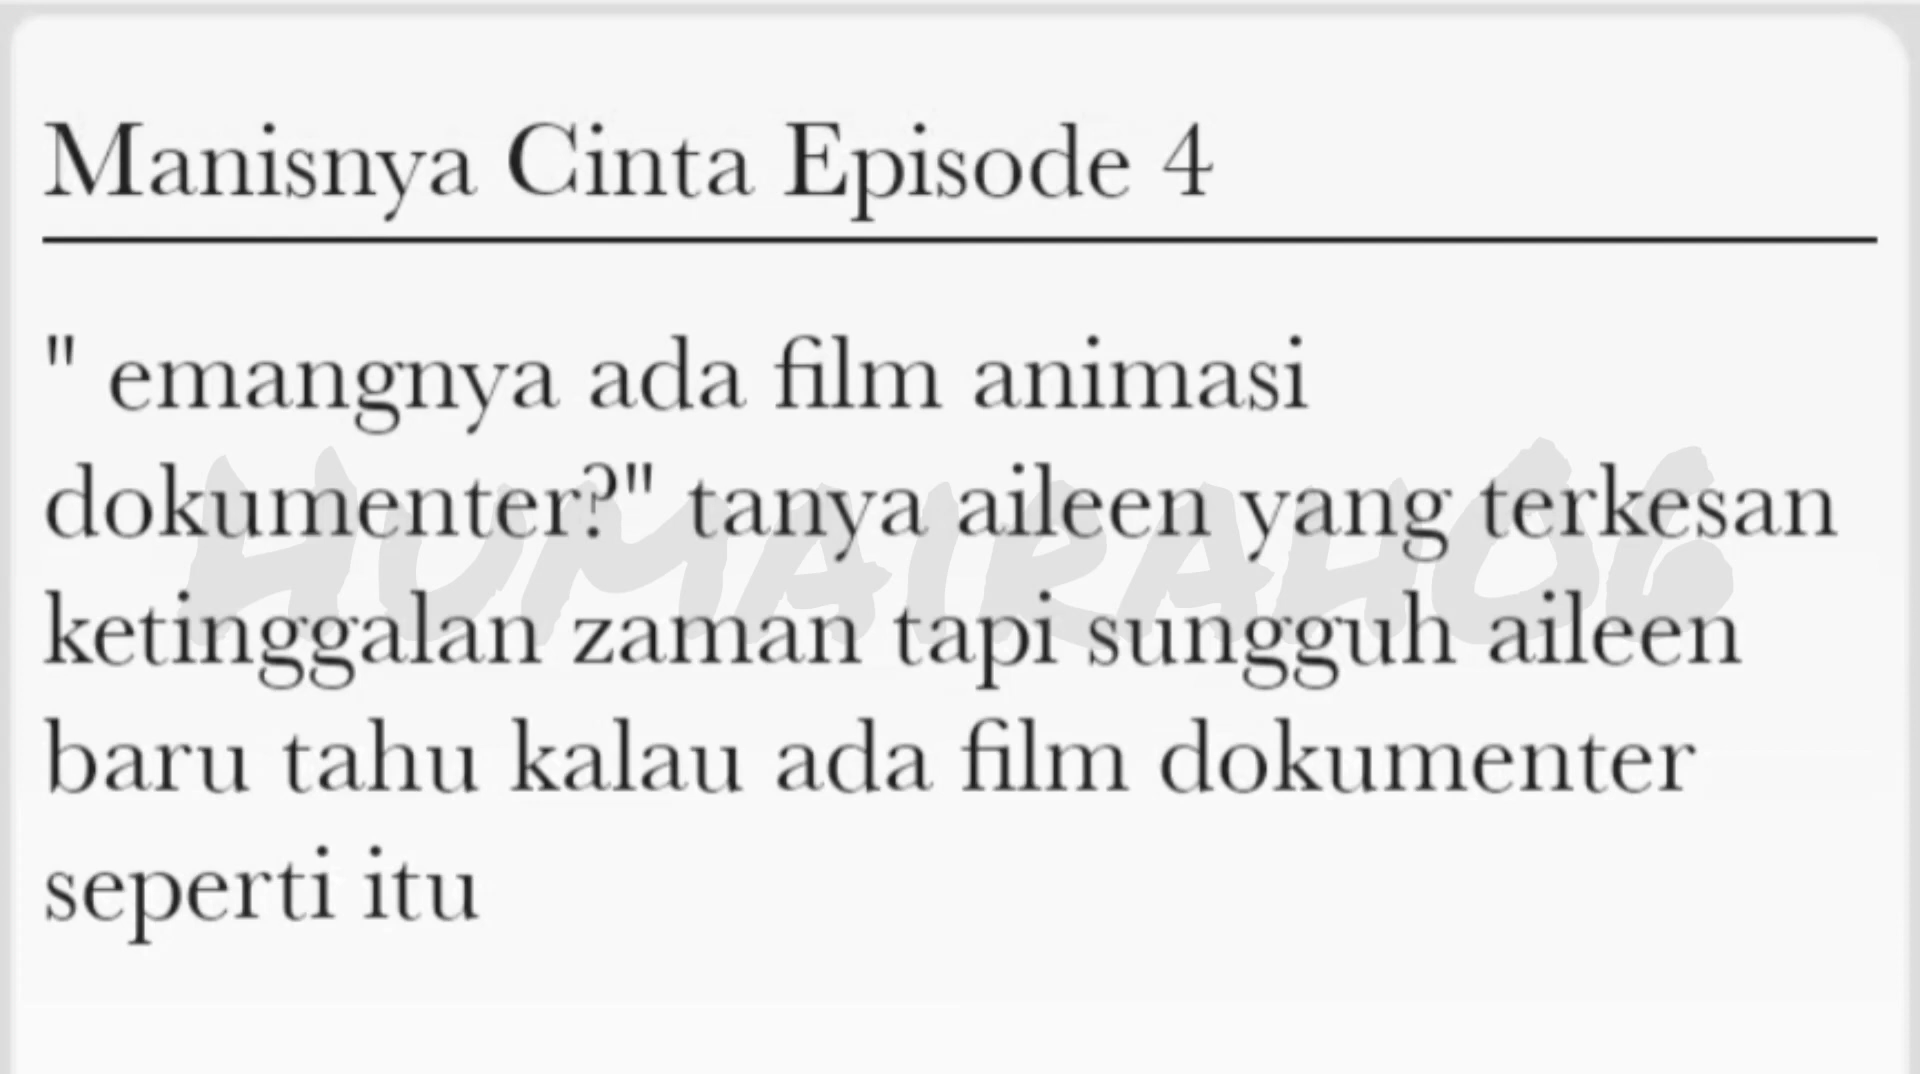 Manisnya Cinta Episode 4
" emangnya ada film animasi
dokumenter?" tanya aileen yang terkesan
ketinggalan zaman tapi sungguh aileen
baru tahu kalau ada film dokumenter
seperti itu
HUMAIRAH06